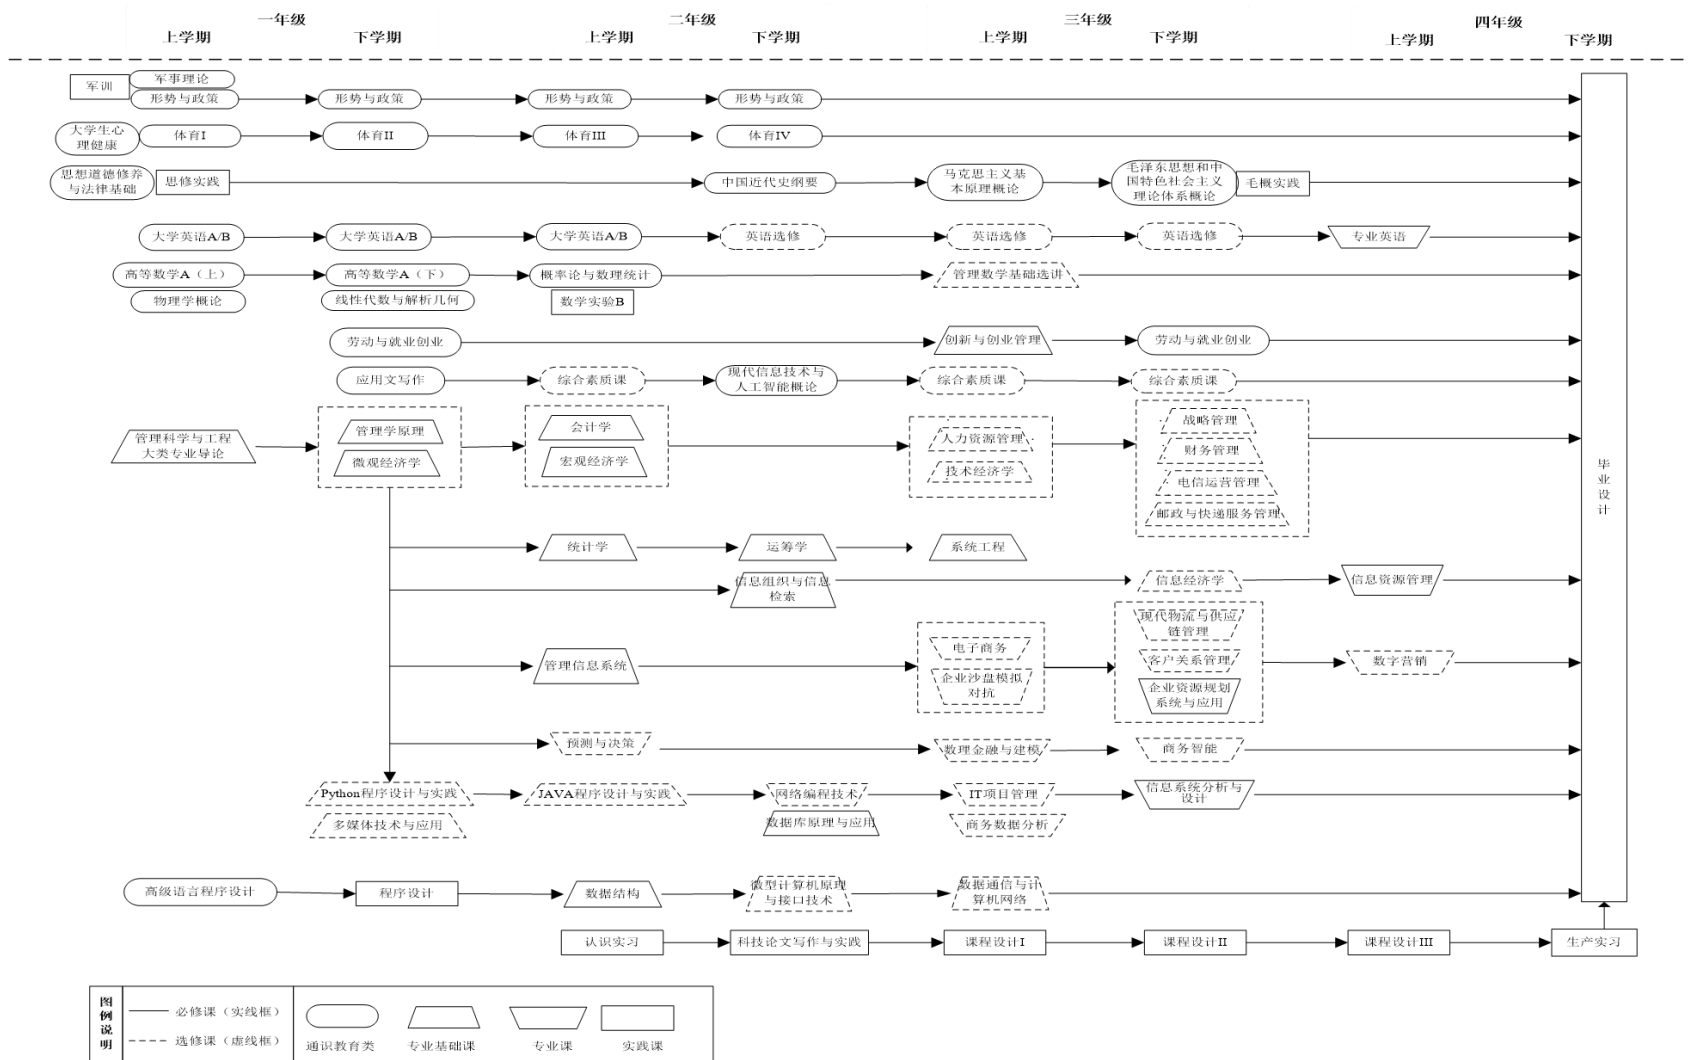 一年级
二年级
三年级
四年级
上学期
下学期
上学期
下学期
上学期
下学期
上学期
下学期
军训
军事理论
形势与政策
形势与政策
形势与政策
形势与政策
大学生心
理健康
体育I
体育II
体育III
体育IV
思想道德修养
与法律基础
思修实践
中国近代史纲要
马克思主义基
本原理概论
毛泽东思想和中
国特色社会主义
理论体系概论
毛概实践
大学英语A/B
大学英语A/B
大学英语A/B
英语选修
英语选修
英语选修
专业英语
高等数学A（上）
高等数学A（下）
概率论与数理统计
管理数学基础选讲
物理学概论
线性代数与解析几何
数学实验B
劳动与就业创业
创新与创业管理
劳动与就业创业
应用文写作
综合素质课
现代信息技术与
人工智能概论
综合素质课
综合素质课
管理科学与工程
大类专业导论
管理学原理
微观经济学
会计学
宏观经济学
人力资源管理
技术经济学
战略管理
财务管理
电信运营管理
邮政与快递服务管理
毕业设计
统计学
运筹学
系统工程
信息组织与信息
检索
信息经济学
信息资源管理
管理信息系统
电子商务
企业沙盘模拟
对抗
现代物流与供应
链管理
客户关系管理
企业资源规划
系统与应用
数字营销
预测与决策
数理金融与建模
商务智能
Python程序设计与实践
JAVA程序设计与实践
网络编程技术
IT项目管理
信息系统分析与
设计
多媒体技术与应用
数据库原理与应用
商务数据分析
高级语言程序设计
程序设计
数据结构
微型计算机原理
与接口技术
数据通信与计
算机网络
认识实习
科技论文写作与实践
课程设计I
课程设计II
课程设计III
生产实习
图例说明
必修课（实线框）
选修课（虚线框）
通识教育类
专业基础课
专业课
实践课